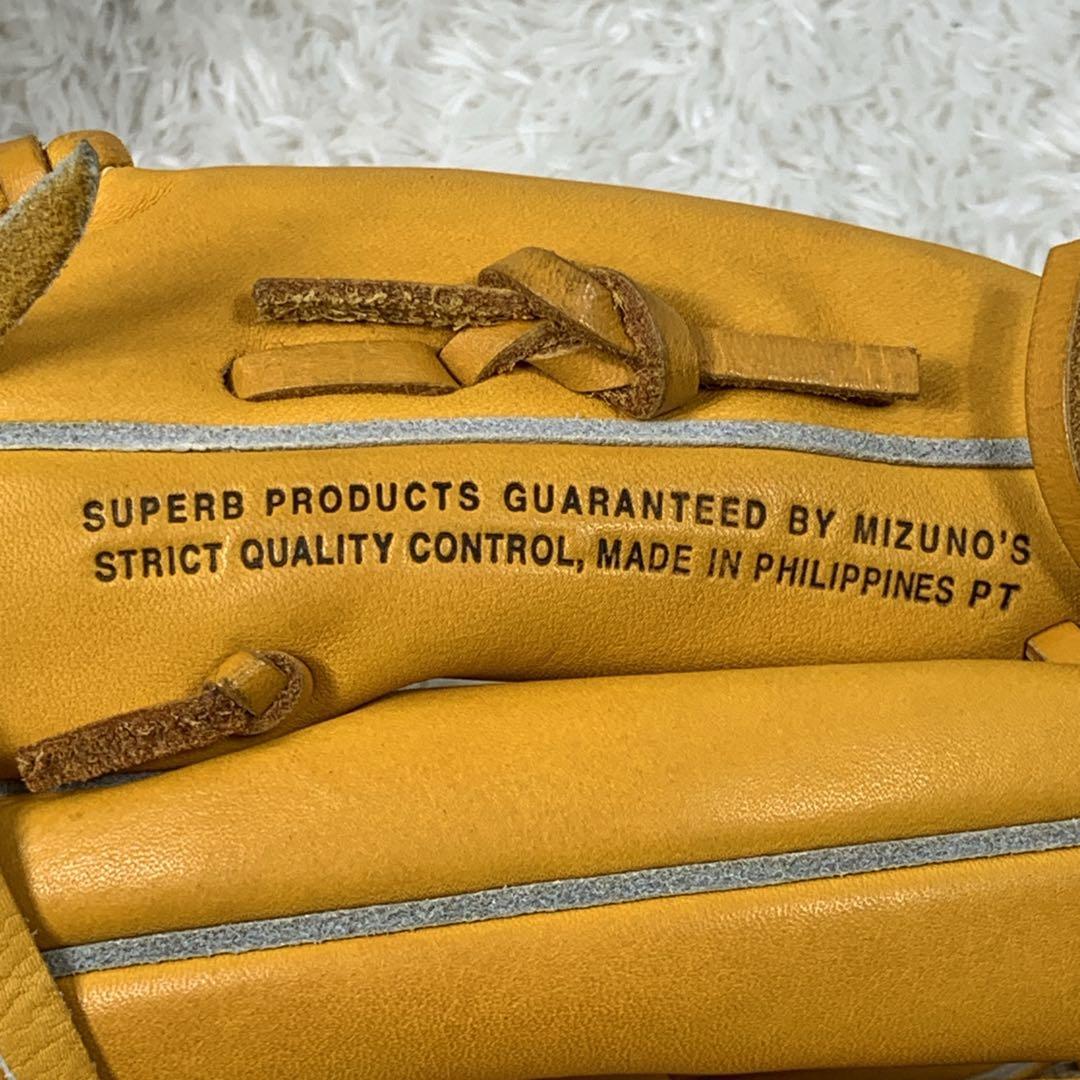 SUPERB PRODUCTS GUARANTEED BY MIZUNO'S
STRICT QUALITY CONTROL, MADE IN PHILIPPINES PT